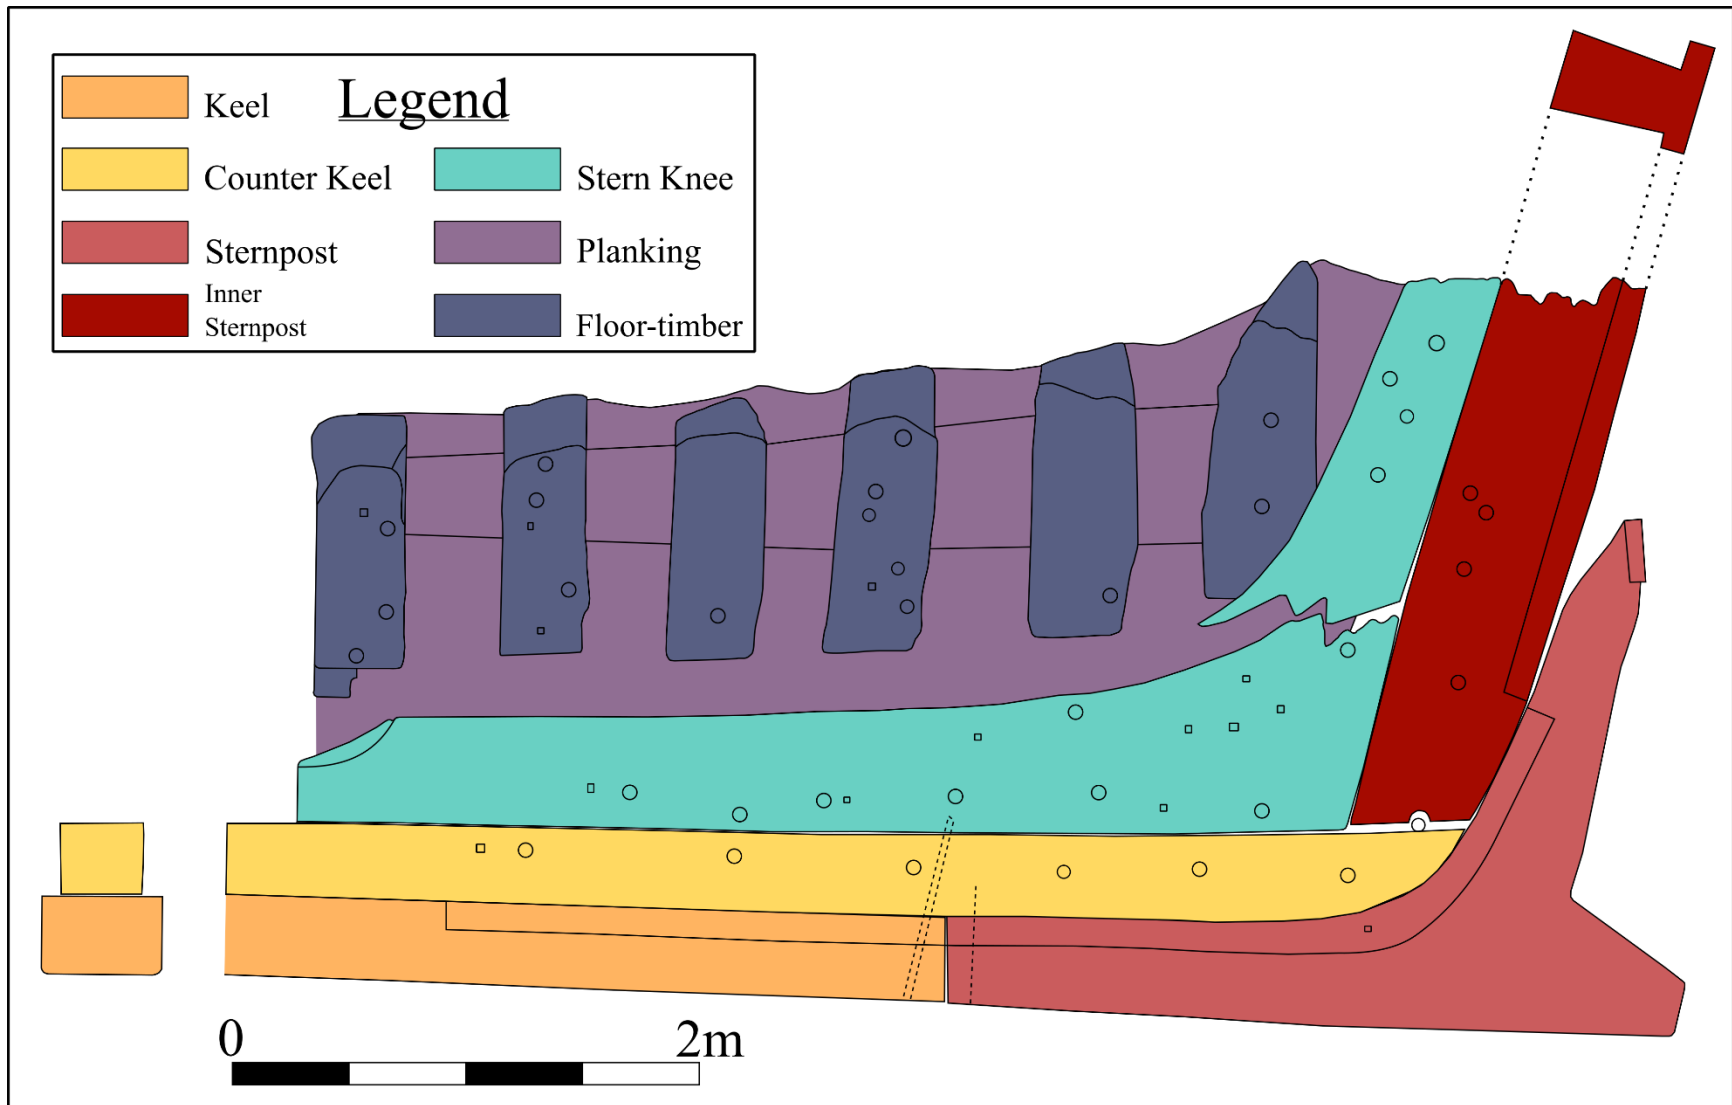 Legend
Keel
Counter Keel
Sternpost
Inner
Sternpost
Stern Knee
Planking
Floor-timber
0 2m